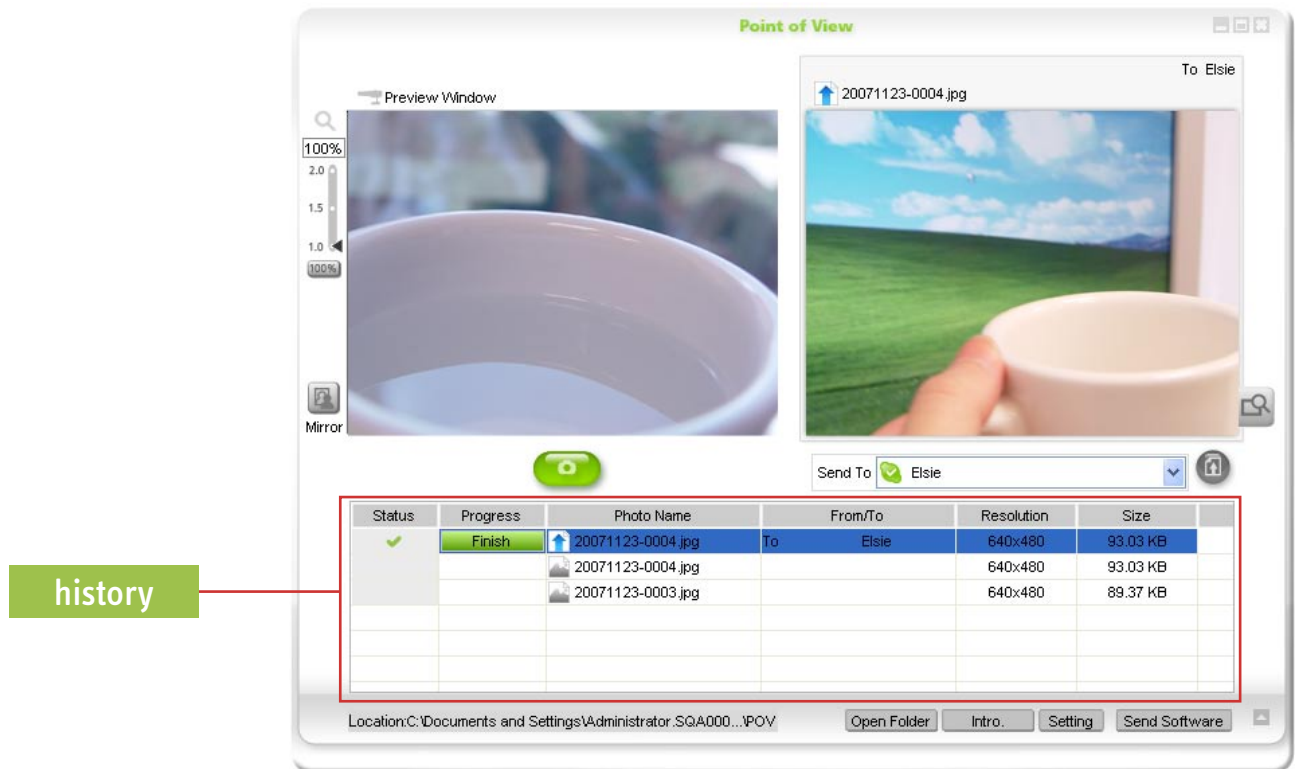 Point of View
To Elsie
Preview Window
20071123-0004.jpg
100%
2.0
1.5
1.0
100%
Mirror
Send To Elsie
Status Progress Photo Name From/To Resolution Size
Finish 20071123-0004.jpg To Elsie 640x480 93.03 KB
20071123-0004.jpg 640x480 93.03 KB
20071123-0003.jpg 640x480 89.37 KB
history
Location:C:\Documents and Settings\Administrator.SQA000...\POV
Open Folder Intro. Setting Send Software